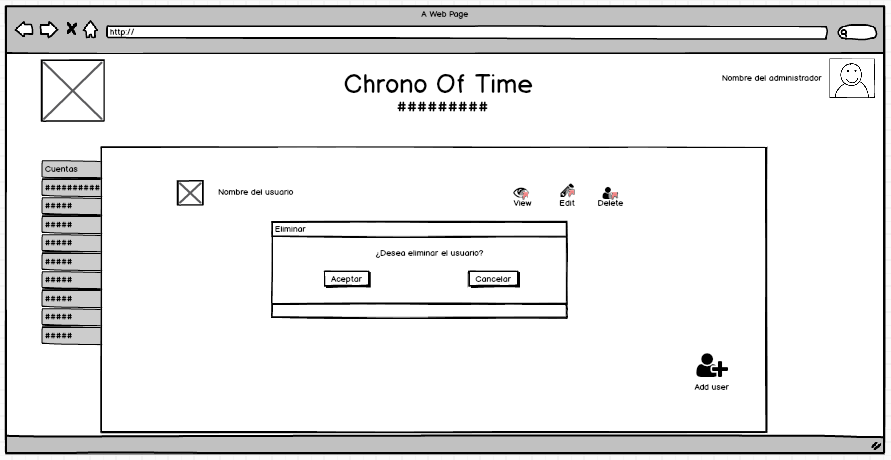 A Web Page
http://
Chrono Of Time
#########
Nombre del administrador
Cuentas
##########
#####
#####
#####
#####
#####
#####
#####
#####
Nombre del usuario
View
Edit
Delete
Eliminar
¿Desea eliminar el usuario?
Aceptar
Cancelar
Add user